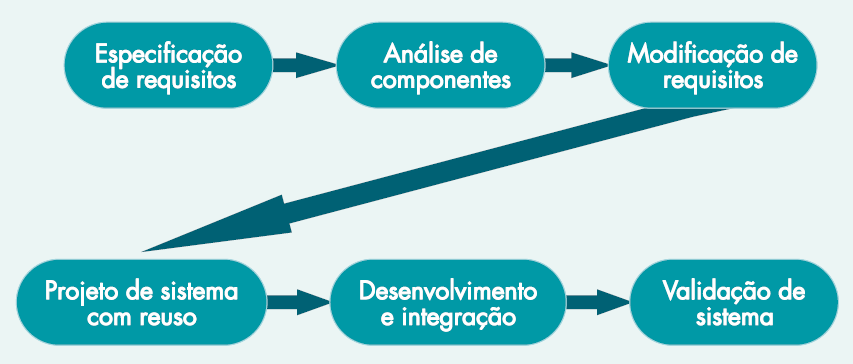 Especificação
de requisitos
Análise de
componentes
Modificação de
requisitos
Projeto de sistema
com reuso
Desenvolvimento
e integração
Validação de
sistema